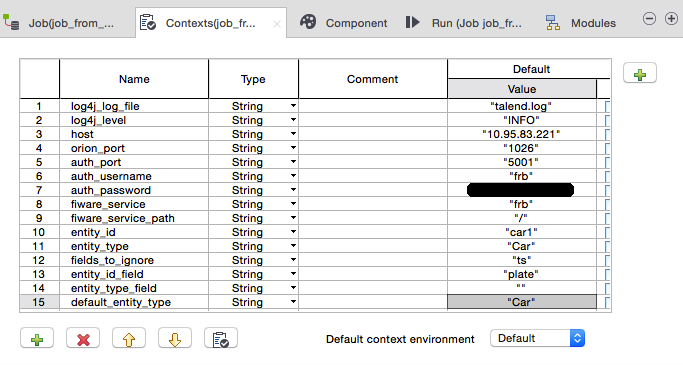 Job(job_from_... Contexts(job_fr... Component Run (Job job_fr... Modules
Name Type Comment Default
Value
1 log4j_log_file String "talend.log"
2 log4j_level String "INFO"
3 host String "10.95.83.221"
4 orion_port String "1026"
5 auth_port String "5001"
6 auth_username String "frb"
7 auth_password String
8 fiware_service String "frb"
9 fiware_service_path String "/"
10 entity_id String "car1"
11 entity_type String "Car"
12 fields_to_ignore String "ts"
13 entity_id_field String "plate"
14 entity_type_field String ""
15 default_entity_type String "Car"
Default context environment Default